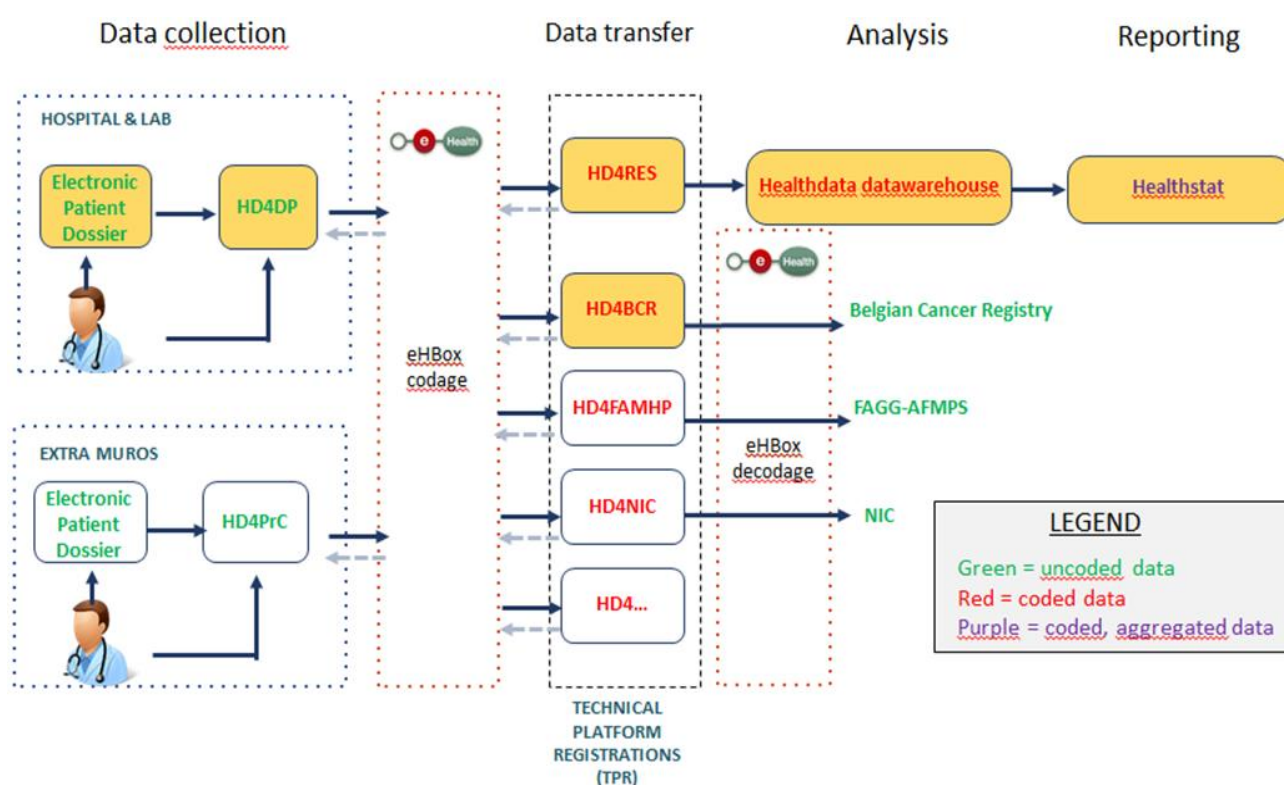 Data collection
Data transfer
Analysis
Reporting
HOSPITAL & LAB
Electronic
Patient
Dossier
HD4DP
e
Health
eHBox
codage
EXTRA MUROS
Electronic
Patient
Dossier
HD4PrC
HD4RES
HD4BCR
HD4FAMHP
HD4NIC
HD4...
TECHNICAL
PLATFORM
REGISTRATIONS
(TPR)
Healthdata datawarehouse
Healthstat
e
Health
eHBox
decodage
Belgian Cancer Registry
FAGG-AFMPS
NIC
LEGEND
Green = uncoded data
Red = coded data
Purple = coded, aggregated data